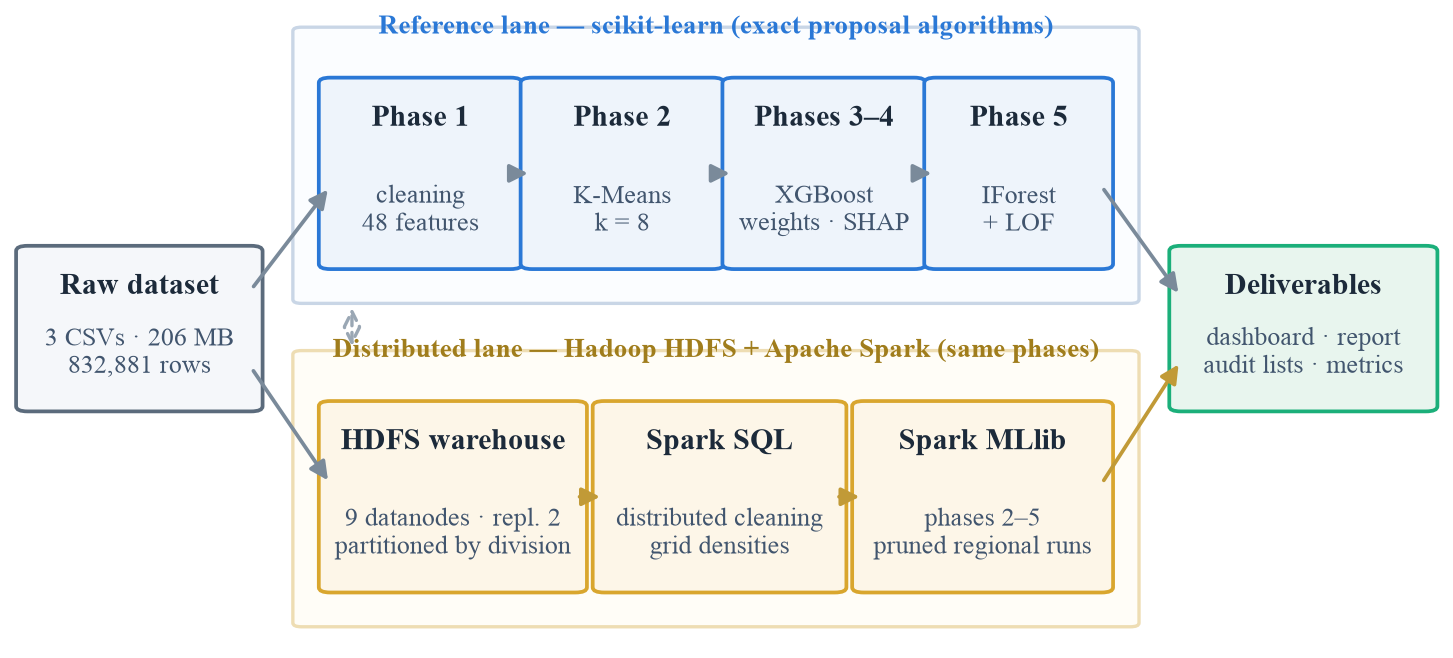 Reference lane — scikit-learn (exact proposal algorithms)
Phase 1
cleaning
48 features
Phase 2
K-Means
k = 8
Phases 3–4
XGBoost
weights · SHAP
Phase 5
IForest
+ LOF
Raw dataset
3 CSVs · 206 MB
832,881 rows
Deliverables
dashboard · report
audit lists · metrics
Distributed lane — Hadoop HDFS + Apache Spark (same phases)
HDFS warehouse
9 datanodes · repl. 2
partitioned by division
Spark SQL
distributed cleaning
grid densities
Spark MLlib
phases 2–5
pruned regional runs